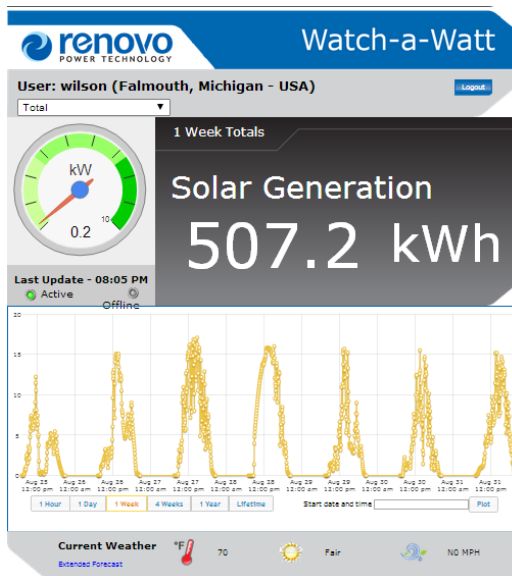 renovo
POWER TECHNOLOGY
Watch-a-Watt
User: wilson (Falmouth, Michigan - USA)
Logout
Total
1 Week Totals
kW
10
0.2
Solar Generation
507.2 kWh
Last Update - 08:05 PM
Active
Offline
20
15
10
5
0
Aug 25 Aug 26 Aug 26 Aug 27 Aug 27 Aug 28 Aug 28 Aug 29 Aug 29 Aug 30 Aug 30 Aug 31 Aug 31
12:00 pm 12:00 am 12:00 pm 12:00 am 12:00 pm 12:00 am 12:00 pm 12:00 am 12:00 pm 12:00 am 12:00 pm 12:00 am 12:00 pm
1 Hour 1 Day 1 Week 4 Weeks 1 Year Lifetime Start date and time Plot
Current Weather °F 70 Fair NO MPH
Extended Forecast